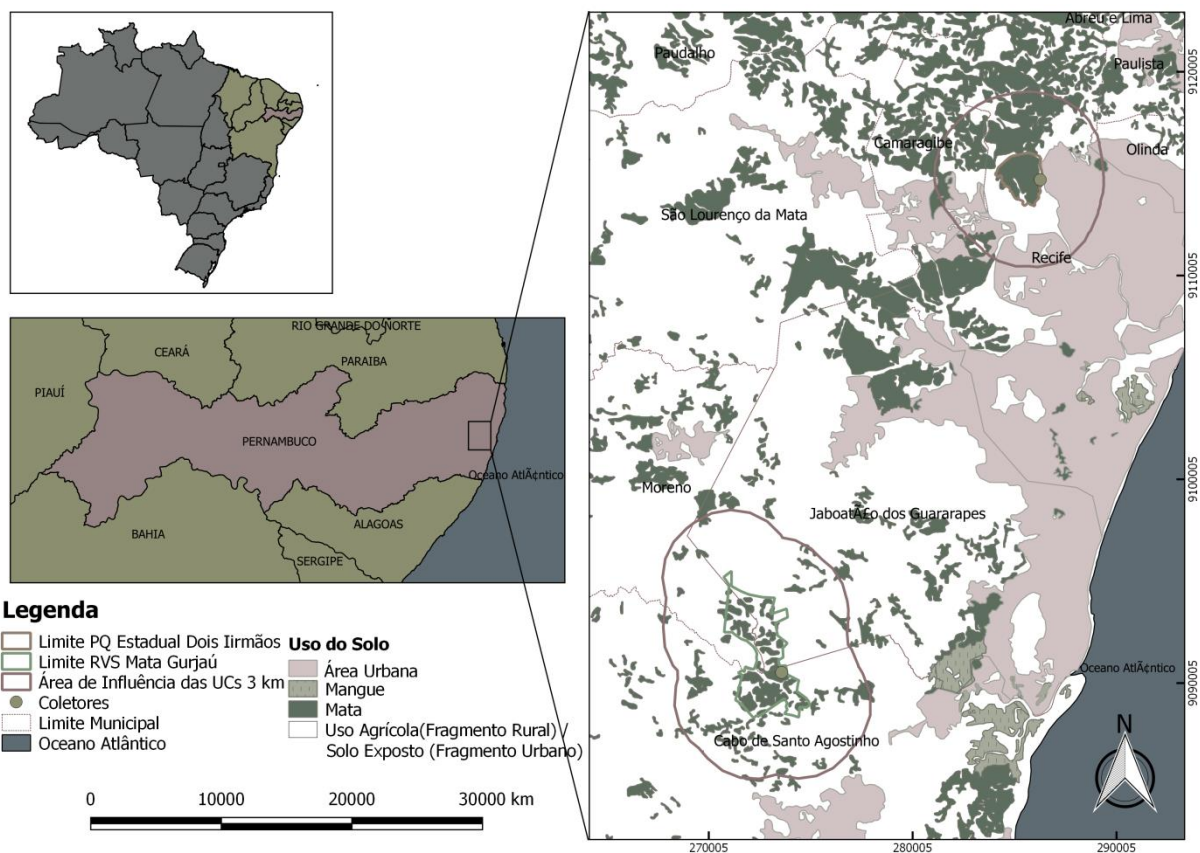 RIO GRANDE DO NORTE
CEARÁ
PARAIBA
PIAUÍ
PERNAMBUCO
Oceano AtlÃ¢ntico
BAHIA
ALAGOAS
SERGIPE
Legenda
Limite PQ Estadual Dois Iirmãos
Limite RVS Mata Gurjaú
Área de Influência das UCs 3 km
Coletores
Limite Municipal
Oceano Atlântico
Uso do Solo
Área Urbana
Mangue
Mata
Uso Agrícola(Fragmento Rural) /
Solo Exposto (Fragmento Urbano)
0 10000 20000 30000 km
Abreu e Lima
Paudalho
Paulista
Camaragibe
Olinda
São Lourenço da Mata
Recife
Moreno
JaboatÃ£o dos Guararapes
Oceano AtlÃ¢ntico
Cabo de Santo Agostinho
N
9120005
9110005
9100005
9090005
270005 280005 290005